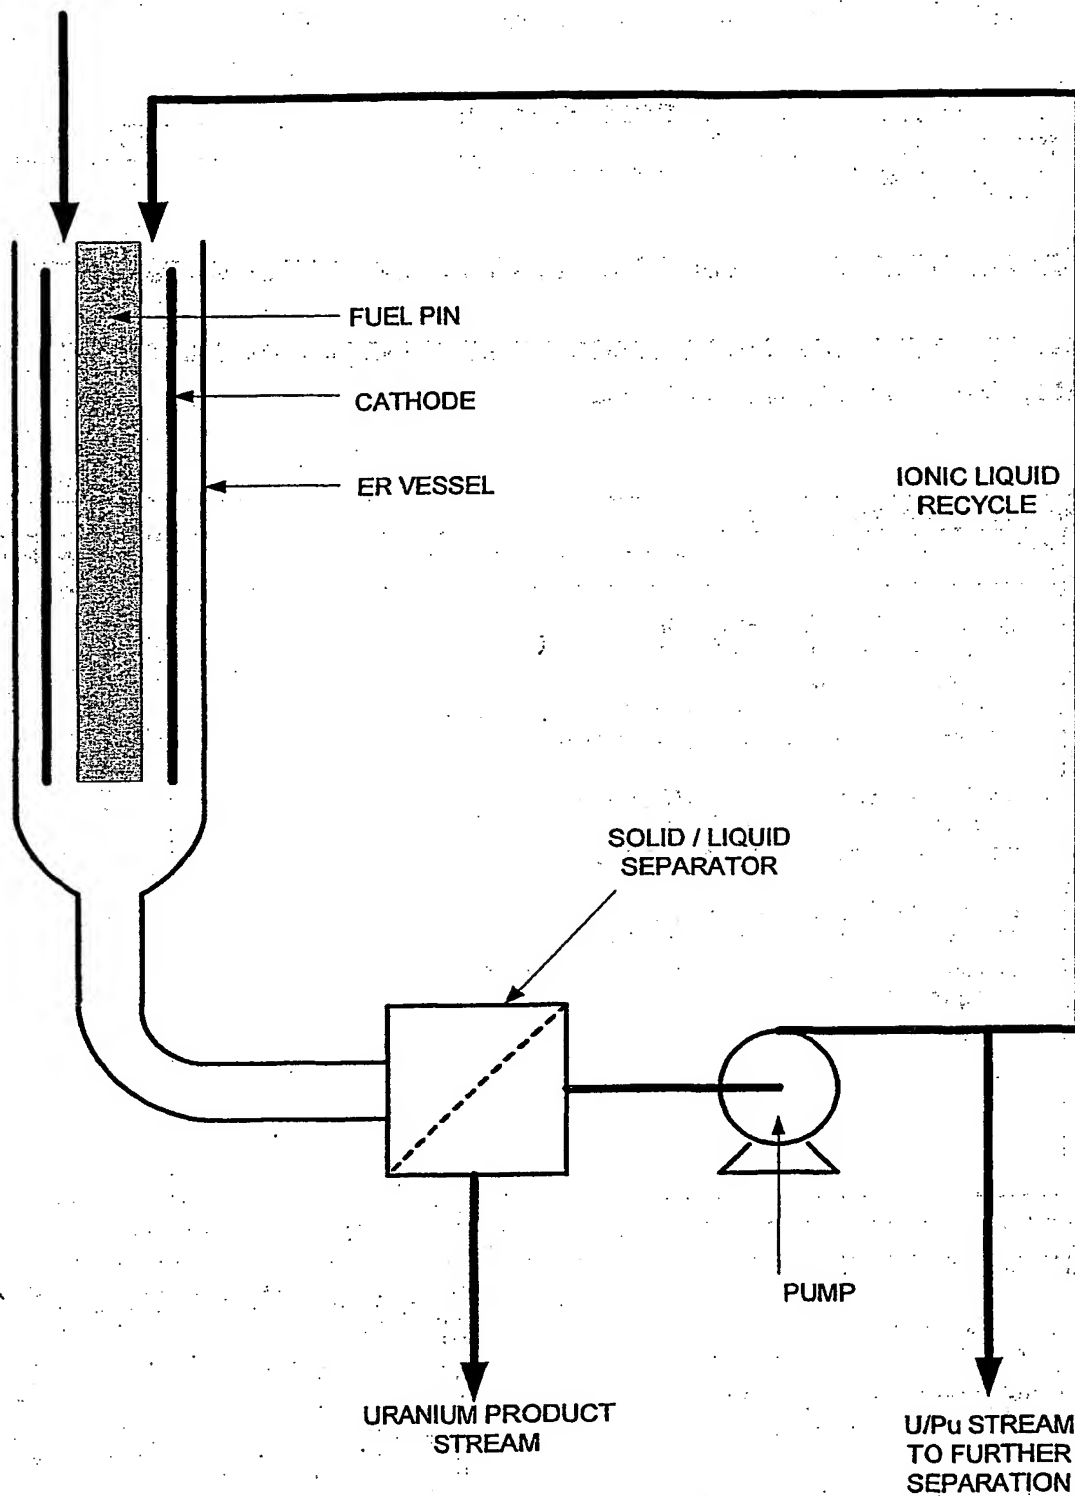 FUEL PIN
CATHODE
ER VESSEL
IONIC LIQUID
RECYCLE
SOLID / LIQUID
SEPARATOR
PUMP
URANIUM PRODUCT
STREAM
U/Pu STREAM
TO FURTHER
SEPARATION